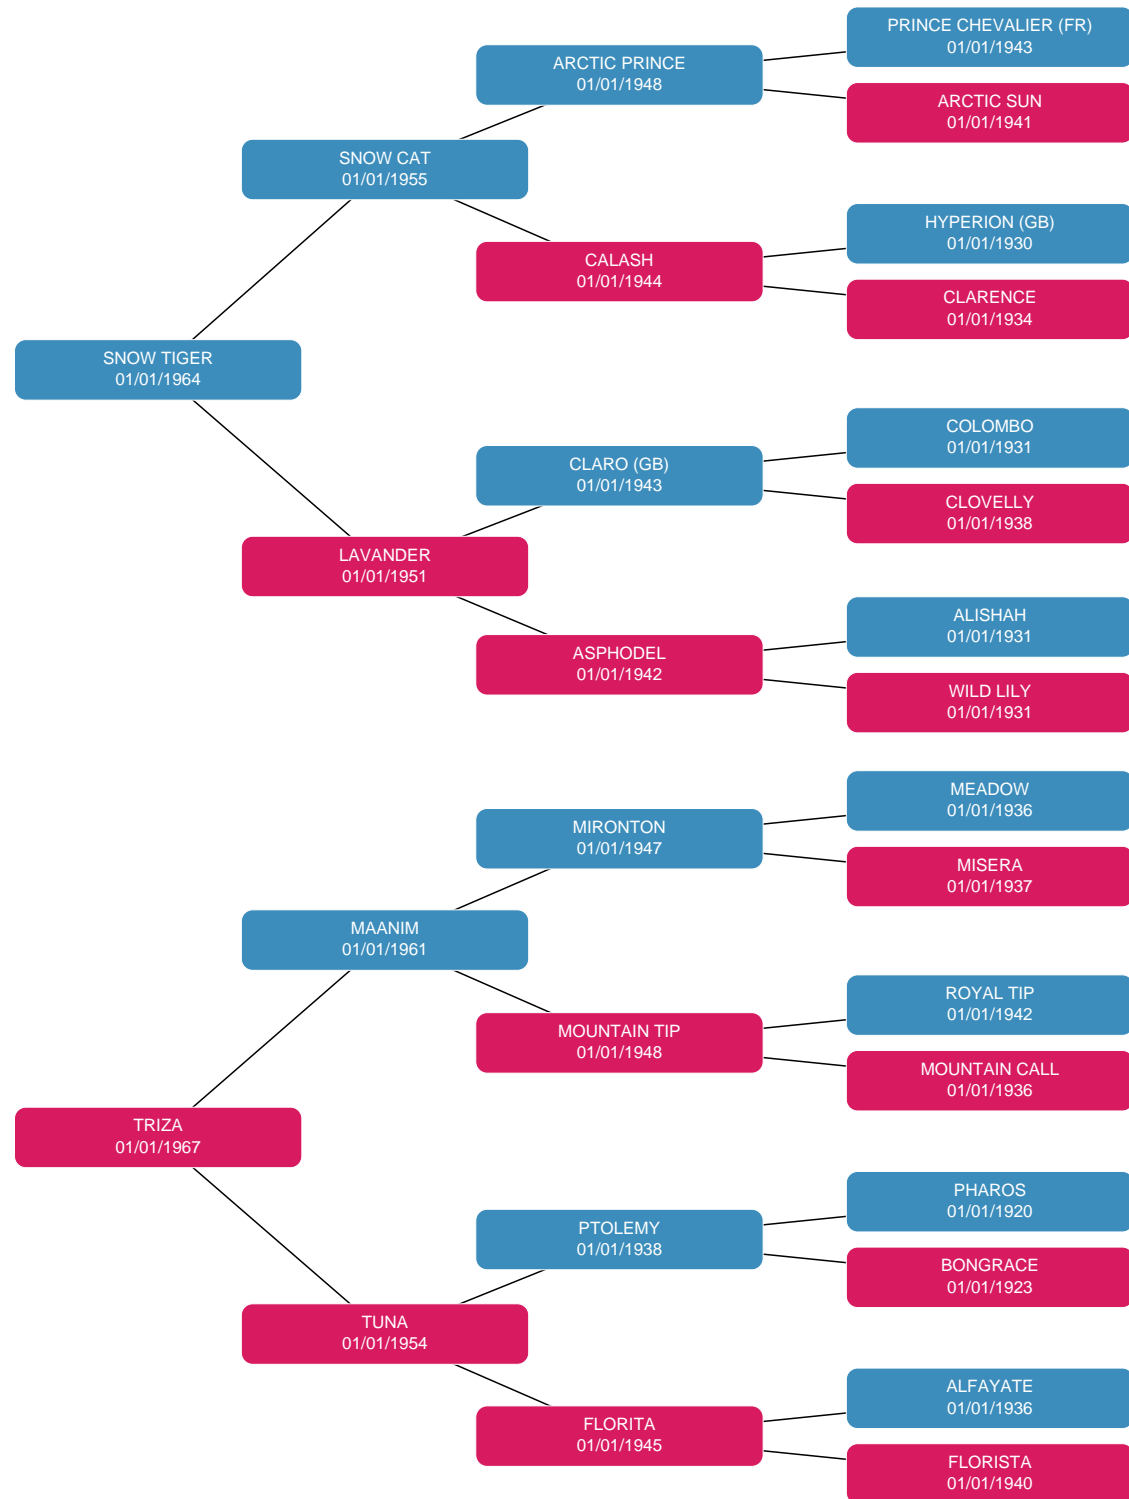 PRINCE CHEVALIER (FR)
01/01/1943
ARCTIC PRINCE
01/01/1948
ARCTIC SUN
01/01/1941
SNOW CAT
01/01/1955
HYPERION (GB)
01/01/1930
CALASH
01/01/1944
CLARENCE
01/01/1934
SNOW TIGER
01/01/1964
COLOMBO
01/01/1931
CLARO (GB)
01/01/1943
CLOVELLY
01/01/1938
LAVANDER
01/01/1951
ALISHAH
01/01/1931
ASPHODEL
01/01/1942
WILD LILY
01/01/1931
MEADOW
01/01/1936
MIRONTON
01/01/1947
MISERA
01/01/1937
MAANIM
01/01/1961
ROYAL TIP
01/01/1942
MOUNTAIN TIP
01/01/1948
MOUNTAIN CALL
01/01/1936
TRIZA
01/01/1967
PHAROS
01/01/1920
PTOLEMY
01/01/1938
BONGRACE
01/01/1923
TUNA
01/01/1954
ALFAYATE
01/01/1936
FLORITA
01/01/1945
FLORISTA
01/01/1940